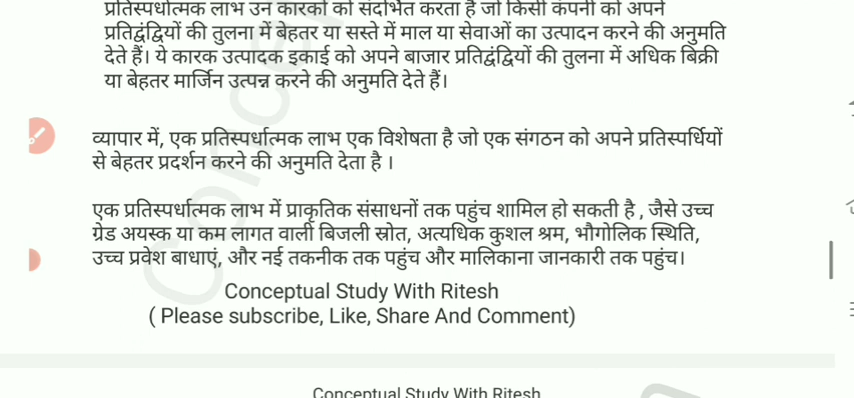 प्रतिस्पर्धात्मक लाभ उन कारकों को संदर्भित करता है जो किसी कंपनी को अपने
प्रतिद्वंद्वियों की तुलना में बेहतर या सस्ते में माल या सेवाओं का उत्पादन करने की अनुमति
देते हैं। ये कारक उत्पादक इकाई को अपने बाजार प्रतिद्वंद्वियों की तुलना में अधिक बिक्री
या बेहतर मार्जिन उत्पन्न करने की अनुमति देते हैं।
व्यापार में, एक प्रतिस्पर्धात्मक लाभ एक विशेषता है जो एक संगठन को अपने प्रतिस्पर्धियों
से बेहतर प्रदर्शन करने की अनुमति देता है ।
एक प्रतिस्पर्धात्मक लाभ में प्राकृतिक संसाधनों तक पहुंच शामिल हो सकती है , जैसे उच्च
ग्रेड अयस्क या कम लागत वाली बिजली स्रोत, अत्यधिक कुशल श्रम, भौगोलिक स्थिति,
उच्च प्रवेश बाधाएं, और नई तकनीक तक पहुंच और मालिकाना जानकारी तक पहुंच।
Conceptual Study With Ritesh
( Please subscribe, Like, Share And Comment)
Conceptual Study With Ritesh